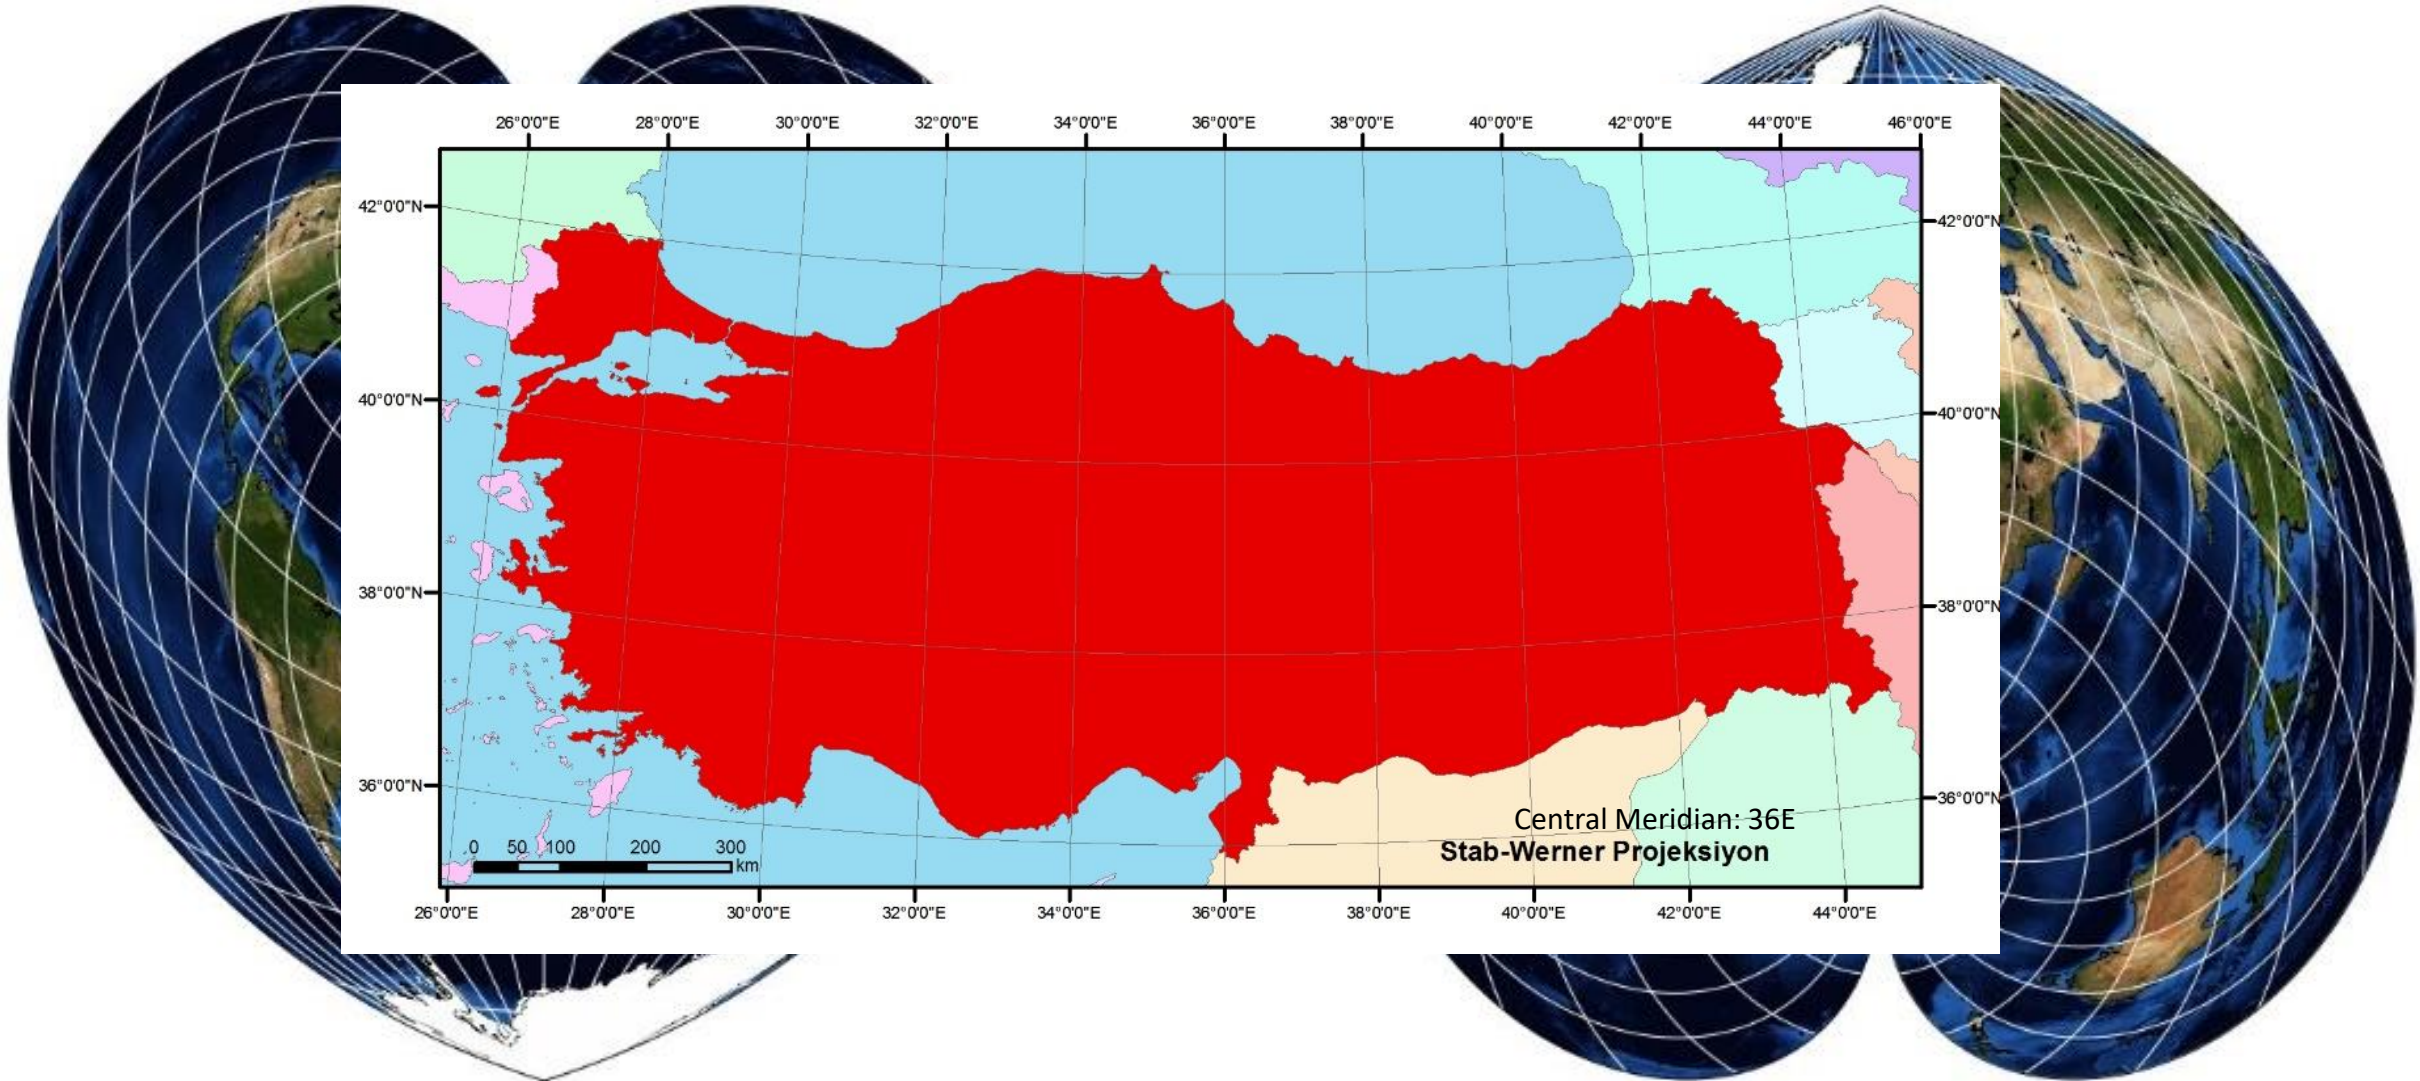 26°0'0"E 28°0'0"E 30°0'0"E 32°0'0"E 34°0'0"E 36°0'0"E 38°0'0"E 40°0'0"E 42°0'0"E 44°0'0"E 46°0'0"E
42°0'0"N 42°0'0"N
40°0'0"N 40°0'0"N
38°0'0"N 38°0'0"N
36°0'0"N 36°0'0"N
Central Meridian: 36E
0 50 100 200 300
Stab-Werner Projeksiyon
km
26°0'0"E 28°0'0"E 30°0'0"E 32°0'0"E 34°0'0"E 36°0'0"E 38°0'0"E 40°0'0"E 42°0'0"E 44°0'0"E